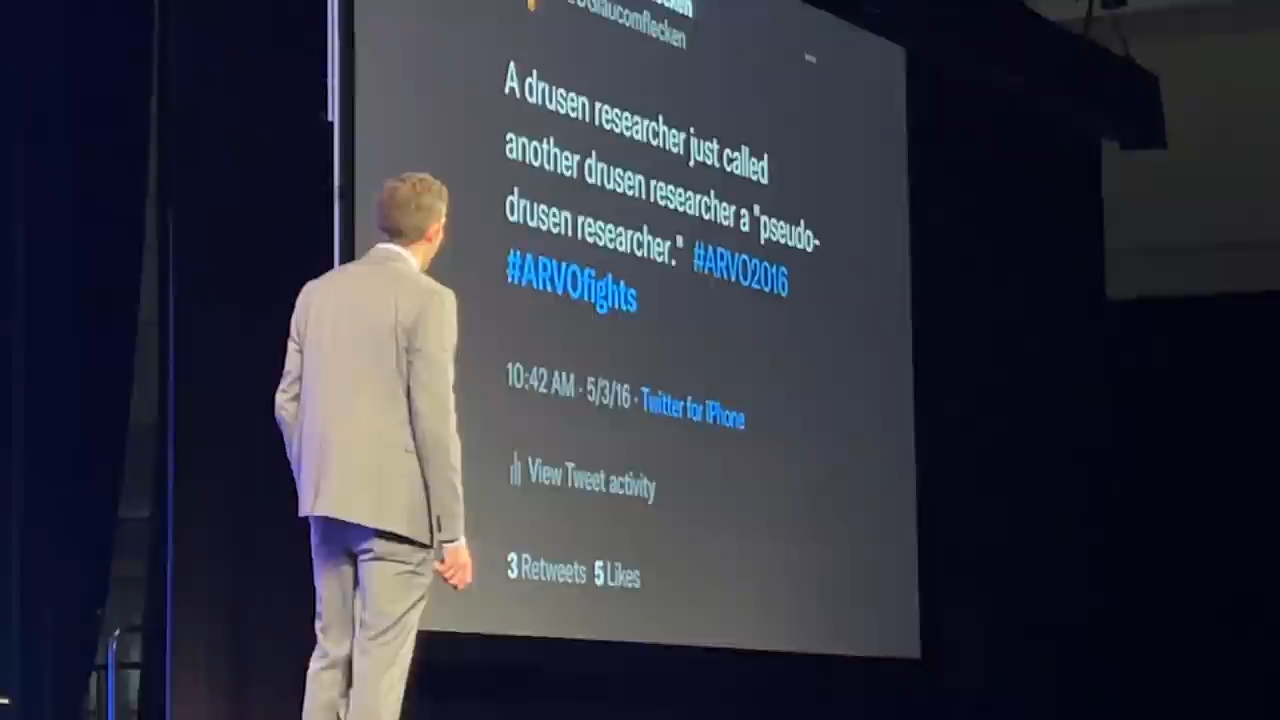 @DGlaucomflecken
A drusen researcher just called
another drusen researcher a "pseudo-
drusen researcher." #ARVO2016
#ARVOfights
10:42 AM · 5/3/16 · Twitter for iPhone
View Tweet activity
3 Retweets 5 Likes